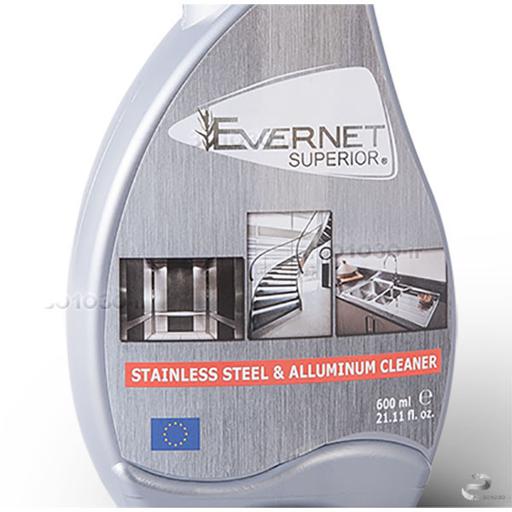 EVERNET
SUPERIOR®
STAINLESS STEEL & ALLUMINUM CLEANER
600 ml ℮
21.11 fl. oz.